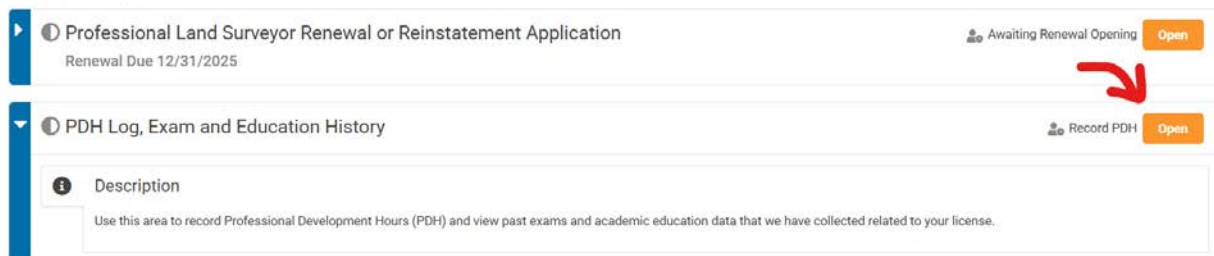 Professional Land Surveyor Renewal or Reinstatement Application
Awaiting Renewal Opening
Open
Renewal Due 12/31/2025
PDH Log, Exam and Education History
Record PDH
Open
Description
Use this area to record Professional Development Hours (PDH) and view past exams and academic education data that we have collected related to your license.